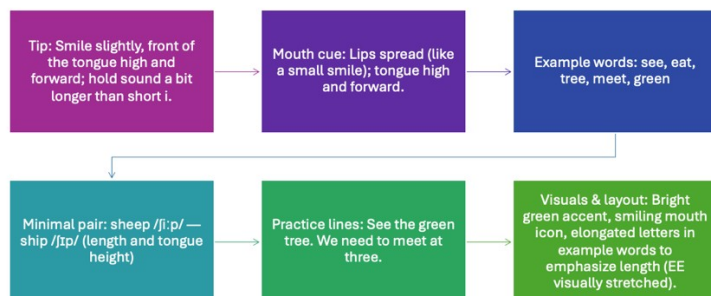 Tip: Smile slightly, front of
the tongue high and
forward; hold sound a bit
longer than short i.
Mouth cue: Lips spread (like
a small smile); tongue high
and forward.
Example words: see, eat,
tree, meet, green
Minimal pair: sheep /ʃiːp/ —
ship /ʃɪp/ (length and tongue
height)
Practice lines: See the green
tree. We need to meet at
three.
Visuals & layout: Bright
green accent, smiling mouth
icon, elongated letters in
example words to
emphasize length (EE
visually stretched).